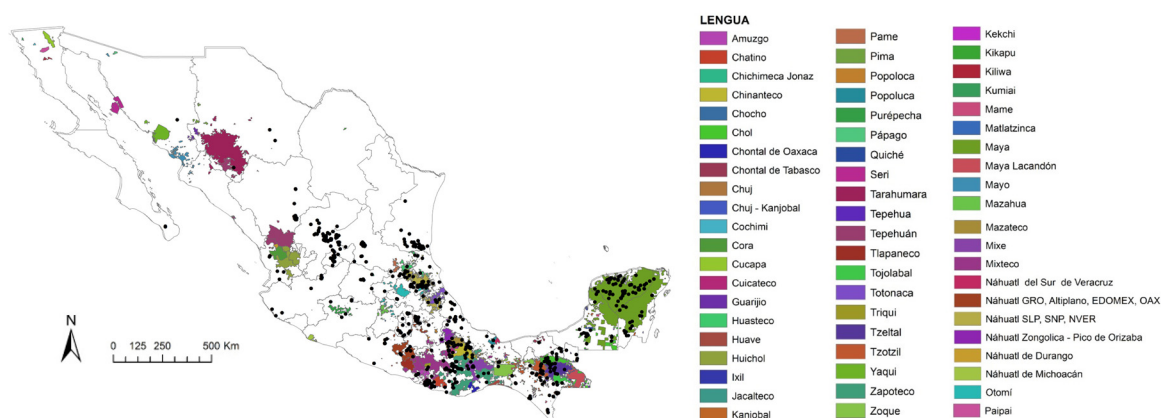 LENGUA
Amuzgo
Chatino
Chichimeca Jonaz
Chinanteco
Chocho
Chol
Chontal de Oaxaca
Chontal de Tabasco
Chuj
Chuj - Kanjobal
Cochimi
Cora
Cucapa
Cuicateco
Guarijio
Huasteco
Huave
Huichol
Ixil
Jacalteco
Kanjobal
Pame
Pima
Popoloca
Popoluca
Purépecha
Pápago
Quiché
Seri
Tarahumara
Tepehua
Tepehuán
Tlapaneco
Tojolabal
Totonaca
Triqui
Tzeltal
Tzotzil
Yaqui
Zapoteco
Zoque
Kekchi
Kikapu
Kiliwa
Kumiai
Mame
Matlatzinca
Maya
Maya Lacandón
Mayo
Mazahua
Mazateco
Mixe
Mixteco
Náhuatl del Sur de Veracruz
Náhuatl GRO, Altiplano, EDOMEX, OAX
Náhuatl SLP, SNP, NVER
Náhuatl Zongolica - Pico de Orizaba
Náhuatl de Durango
Náhuatl de Michoacán
Otomí
Paipai
N
0 125 250 500 Km